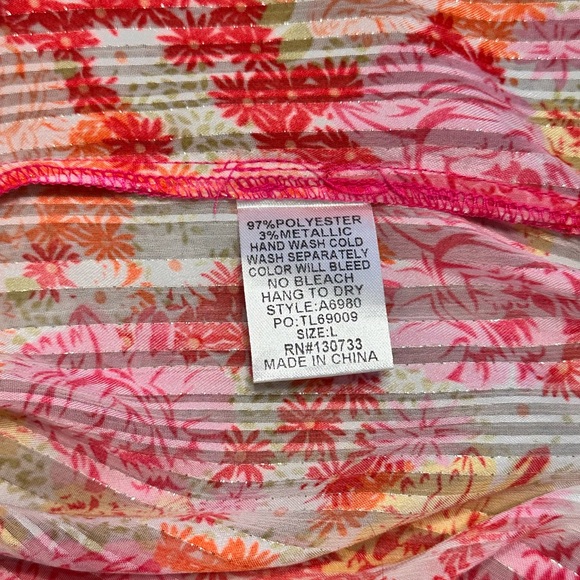 97%POLYESTER
3%METALLIC
HAND WASH COLD
WASH SEPARATELY
COLOR WILL BLEED
NO BLEACH
HANG TO DRY
STYLE:A6980
PO:TL69009
SIZE:L
RN#130733
MADE IN CHINA